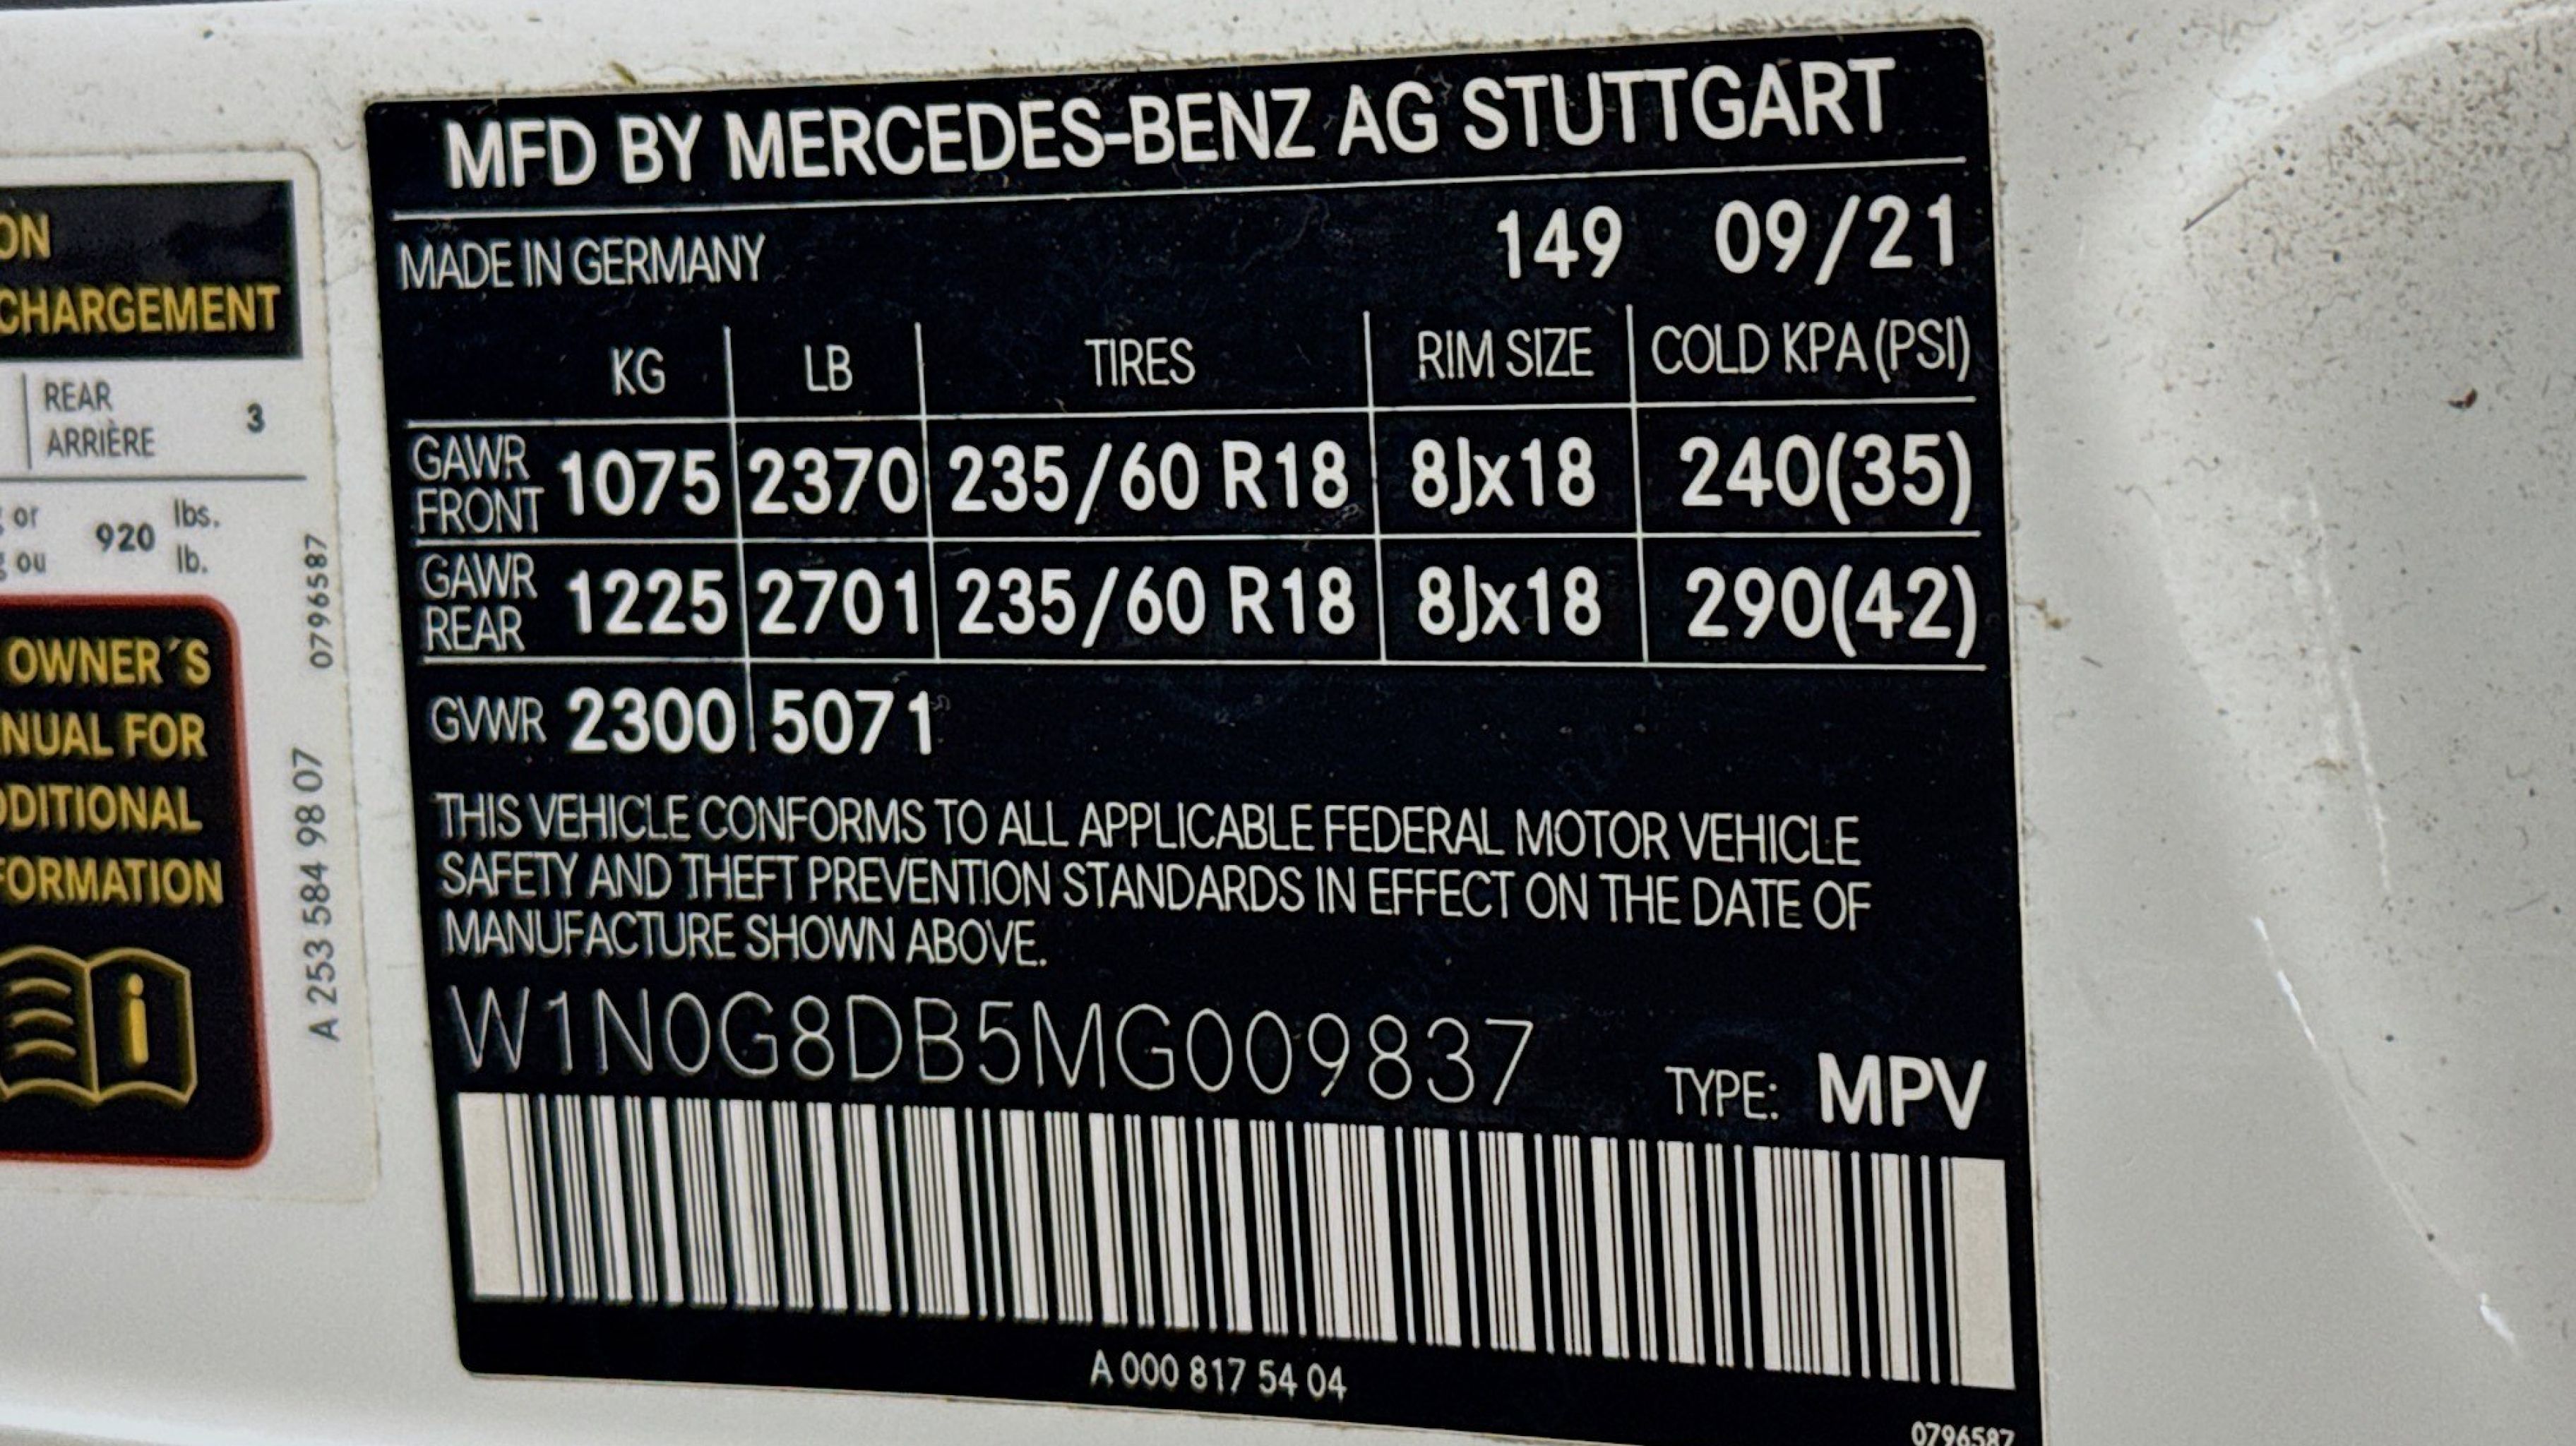 MFD BY MERCEDES-BENZ AG STUTTGART
MADE IN GERMANY 149 09/21
KG LB TIRES RIM SIZE COLD KPA (PSI)
GAWR FRONT 1075 2370 235/60 R18 8Jx18 240(35)
GAWR REAR 1225 2701 235/60 R18 8Jx18 290(42)
GVWR 2300 5071
THIS VEHICLE CONFORMS TO ALL APPLICABLE FEDERAL MOTOR VEHICLE
SAFETY AND THEFT PREVENTION STANDARDS IN EFFECT ON THE DATE OF
MANUFACTURE SHOWN ABOVE.
W1N0G8DB5MG009837
TYPE: MPV
A 000 817 54 04
0796587
ON
CHARGEMENT
REAR
ARRIÈRE
3
or 920 lbs.
ou lb.
OWNER´S
NUAL FOR
DDITIONAL
FORMATION
A 253 584 98 07 0796587